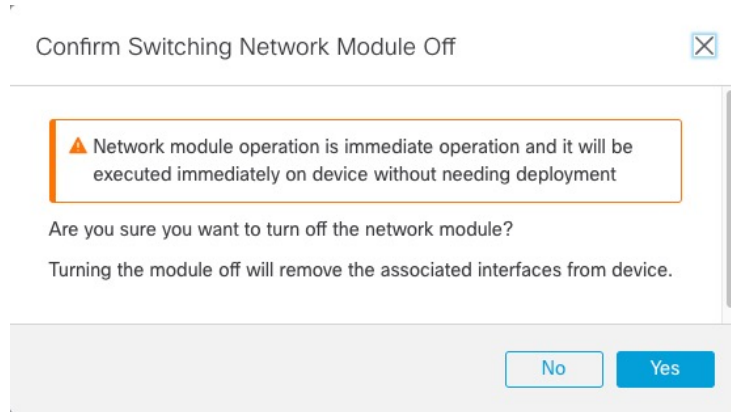 Confirm Switching Network Module Off
Network module operation is immediate operation and it will be
executed immediately on device without needing deployment
Are you sure you want to turn off the network module?
Turning the module off will remove the associated interfaces from device.
No
Yes